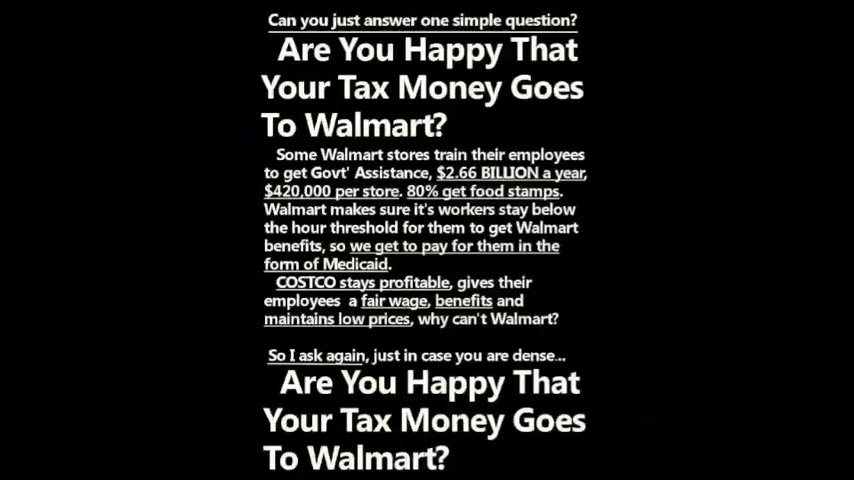 Can you just answer one simple question?
Are You Happy That
Your Tax Money Goes
To Walmart?
Some Walmart stores train their employees
to get Govt' Assistance, $2.66 BILLION a year,
$420,000 per store. 80% get food stamps.
Walmart makes sure it's workers stay below
the hour threshold for them to get Walmart
benefits, so we get to pay for them in the
form of Medicaid.
COSTCO stays profitable, gives their
employees a fair wage, benefits and
maintains low prices, why can't Walmart?
So I ask again, just in case you are dense...
Are You Happy That
Your Tax Money Goes
To Walmart?